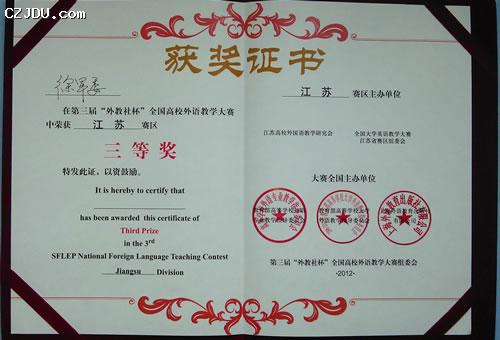 CZJDU.com
获奖证书
在第三届“外教社杯”全国高校外语教学大赛
中荣获 江苏 赛区
三等奖
特发此证，以资鼓励。
It is hereby to certify that
has been awarded this certificate of
Third Prize
in the 3rd
SFLEP National Foreign Language Teaching Contest
Jiangsu Division
江苏 赛区主办单位
江苏高校外国语教学研究会
全国大学英语教学大赛
江苏省赛区组委会
大赛全国主办单位
第三届“外教社杯”全国高校外语教学大赛组委会
·2012·